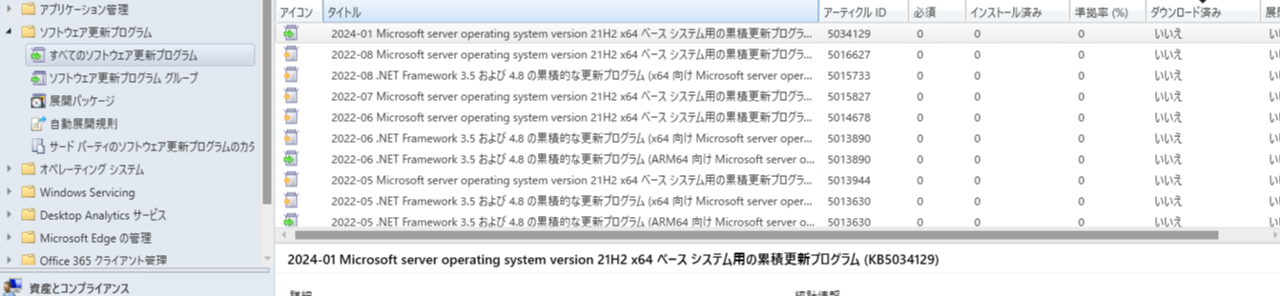 アプリケーション管理
ソフトウェア更新プログラム
すべてのソフトウェア更新プログラム
ソフトウェア更新プログラム グループ
展開パッケージ
自動展開規則
サード パーティのソフトウェア更新プログラムのカタ
オペレーティング システム
Windows Servicing
Desktop Analytics サービス
Microsoft Edge の管理
Office 365 クライアント管理
資産とコンプライアンス
アイコン タイトル アーティクル ID 必須 インストール済み 準拠率 (%) ダウンロード済み 展開
2024-01 Microsoft server operating system version 21H2 x64 ベース システム用の累積更新プログラ... 5034129 0 0 0 いいえ いい
2022-08 Microsoft server operating system version 21H2 x64 ベース システム用の累積更新プログラ... 5016627 0 0 0 いいえ いい
2022-08 .NET Framework 3.5 および 4.8 の累積的な更新プログラム (x64 向け Microsoft server oper... 5015733 0 0 0 いいえ いい
2022-07 Microsoft server operating system version 21H2 x64 ベース システム用の累積更新プログラ... 5015827 0 0 0 いいえ いい
2022-06 Microsoft server operating system version 21H2 x64 ベース システム用の累積更新プログラ... 5014678 0 0 0 いいえ いい
2022-06 .NET Framework 3.5 および 4.8 の累積的な更新プログラム (x64 向け Microsoft server oper... 5013890 0 0 0 いいえ いい
2022-06 .NET Framework 3.5 および 4.8 の累積的な更新プログラム (ARM64 向け Microsoft server o... 5013890 0 0 0 いいえ いい
2022-05 Microsoft server operating system version 21H2 x64 ベース システム用の累積更新プログラ... 5013944 0 0 0 いいえ いい
2022-05 .NET Framework 3.5 および 4.8 の累積的な更新プログラム (x64 向け Microsoft server oper... 5013630 0 0 0 いいえ いい
2022-05 .NET Framework 3.5 および 4.8 の累積的な更新プログラム (ARM64 向け Microsoft server o... 5013630 0 0 0 いいえ いい
2024-01 Microsoft server operating system version 21H2 x64 ベース システム用の累積更新プログラム (KB5034129)
詳細 統計情報